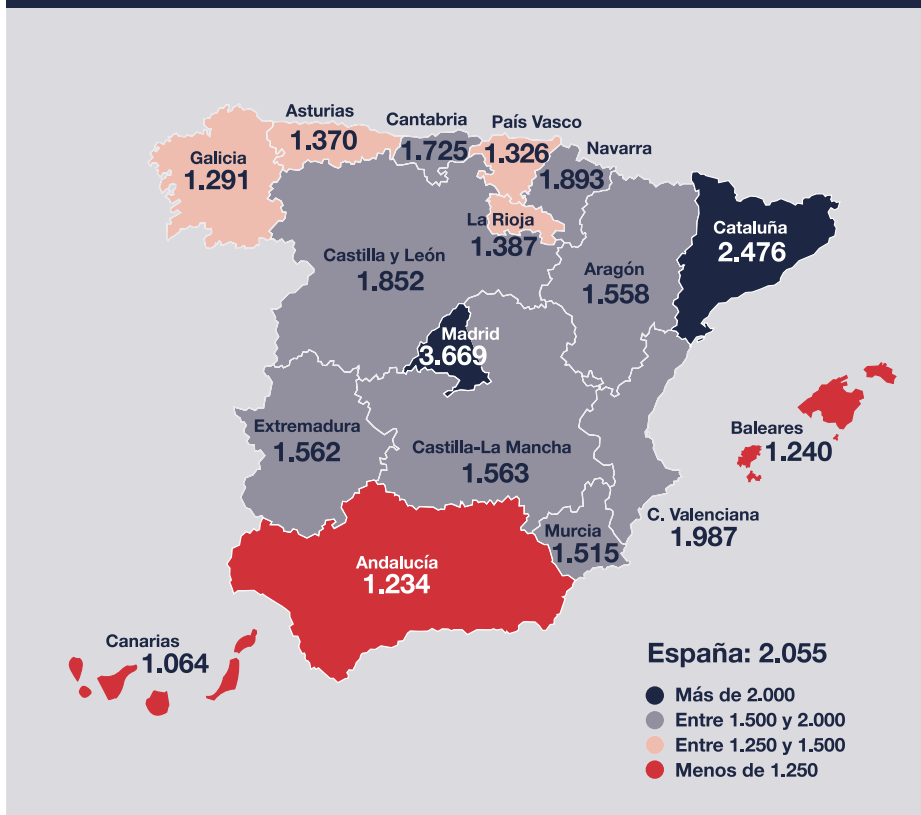 Asturias
1.370
Cantabria
1.725
País Vasco
1.326
Navarra
1.893
Galicia
1.291
La Rioja
1.387
Cataluña
2.476
Castilla y León
1.852
Aragón
1.558
Madrid
3.669
Extremadura
1.562
Castilla-La Mancha
1.563
Baleares
1.240
C. Valenciana
1.987
Murcia
1.515
Andalucía
1.234
Canarias
1.064
España: 2.055
Más de 2.000
Entre 1.500 y 2.000
Entre 1.250 y 1.500
Menos de 1.250